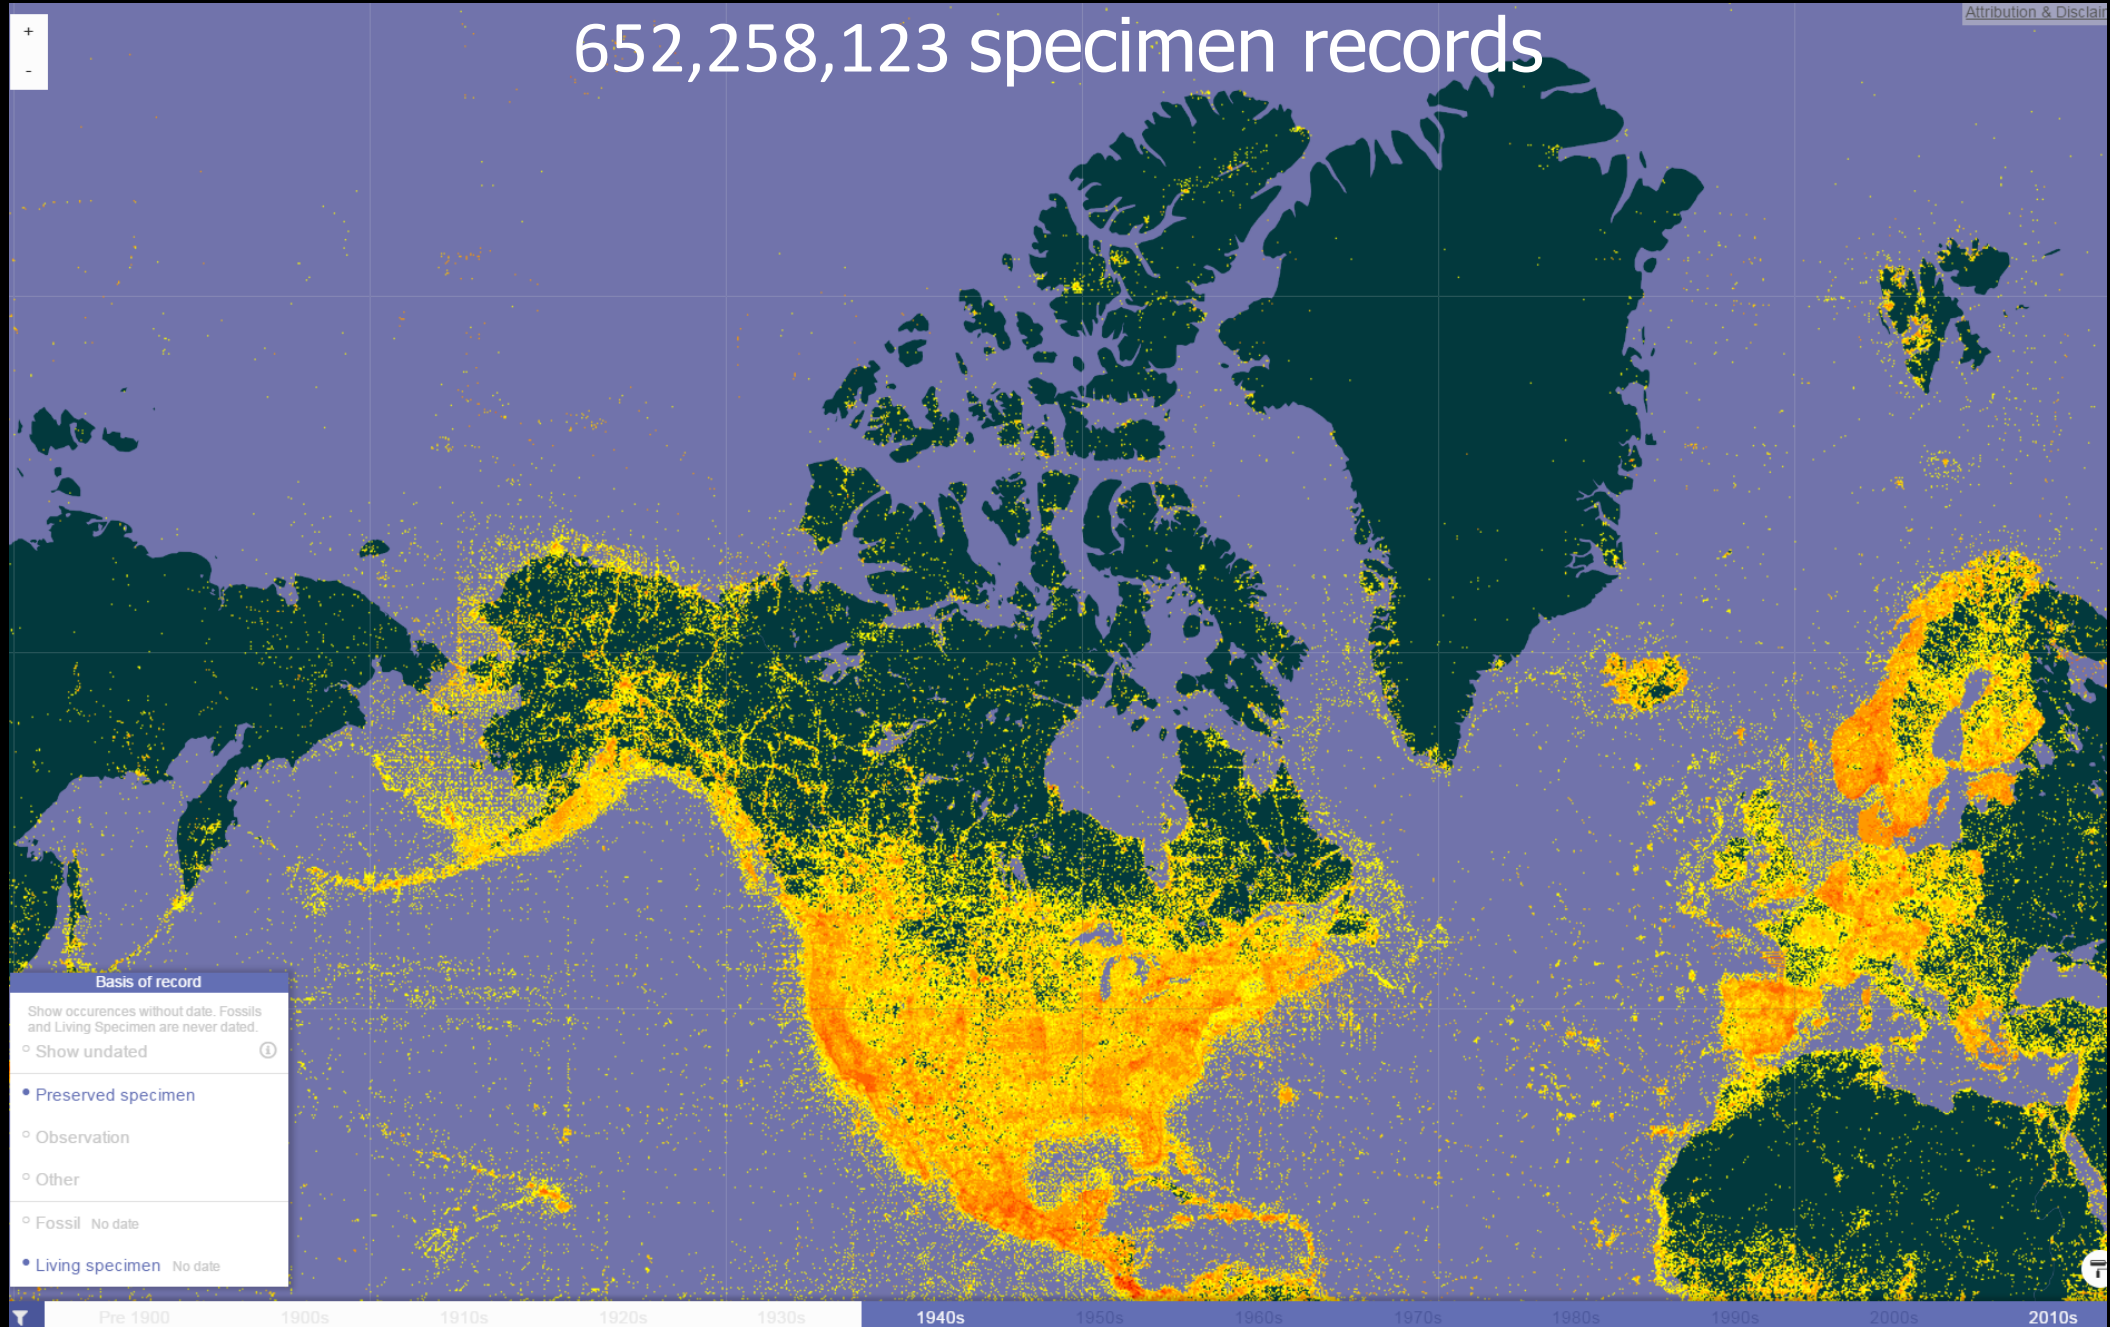 652,258,123 specimen records
Attribution & Disclai
+
-
Basis of record
Show occurences without date. Fossils
and Living Specimen are never dated.
Show undated
Preserved specimen
Observation
Other
Fossil No date
Living specimen No date
Pre 1900 1900s 1910s 1920s 1930s 1940s 1950s 1960s 1970s 1980s 1990s 2000s 2010s